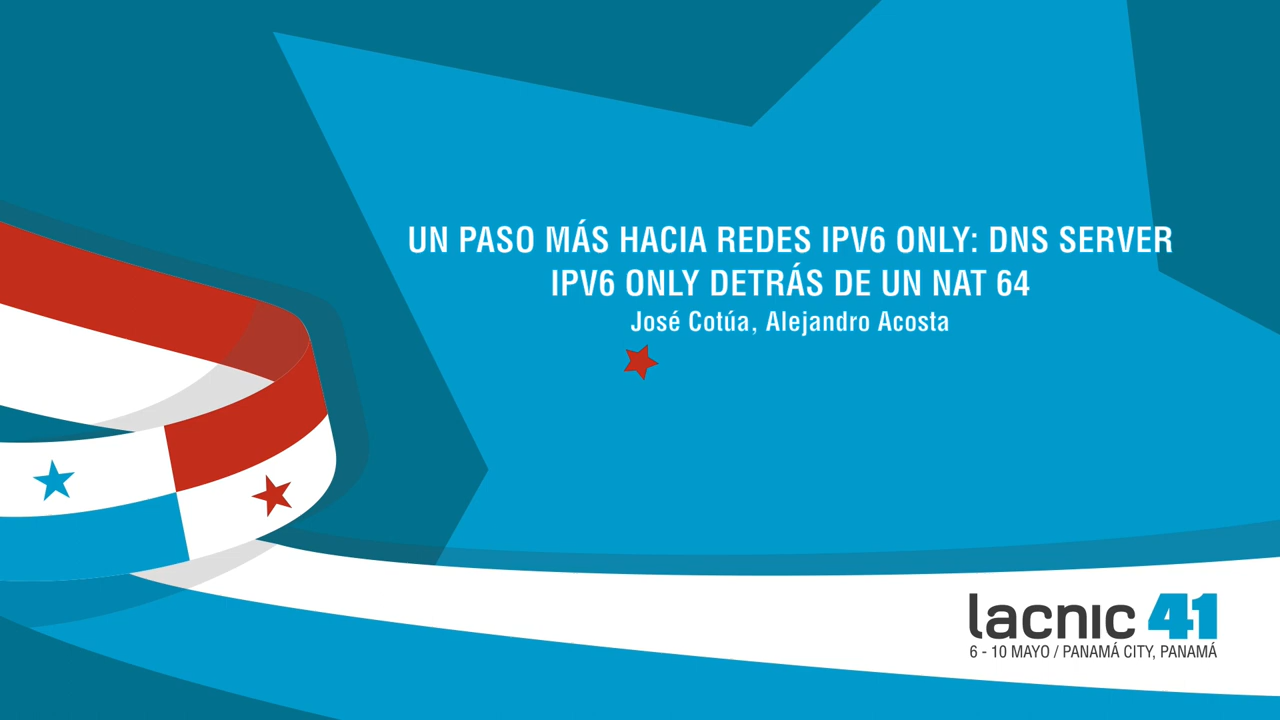 UN PASO MÁS HACIA REDES IPV6 ONLY: DNS SERVER
IPV6 ONLY DETRÁS DE UN NAT 64
José Cotúa, Alejandro Acosta
lacnic 41
6 - 10 MAYO / PANAMÁ CITY, PANAMÁ